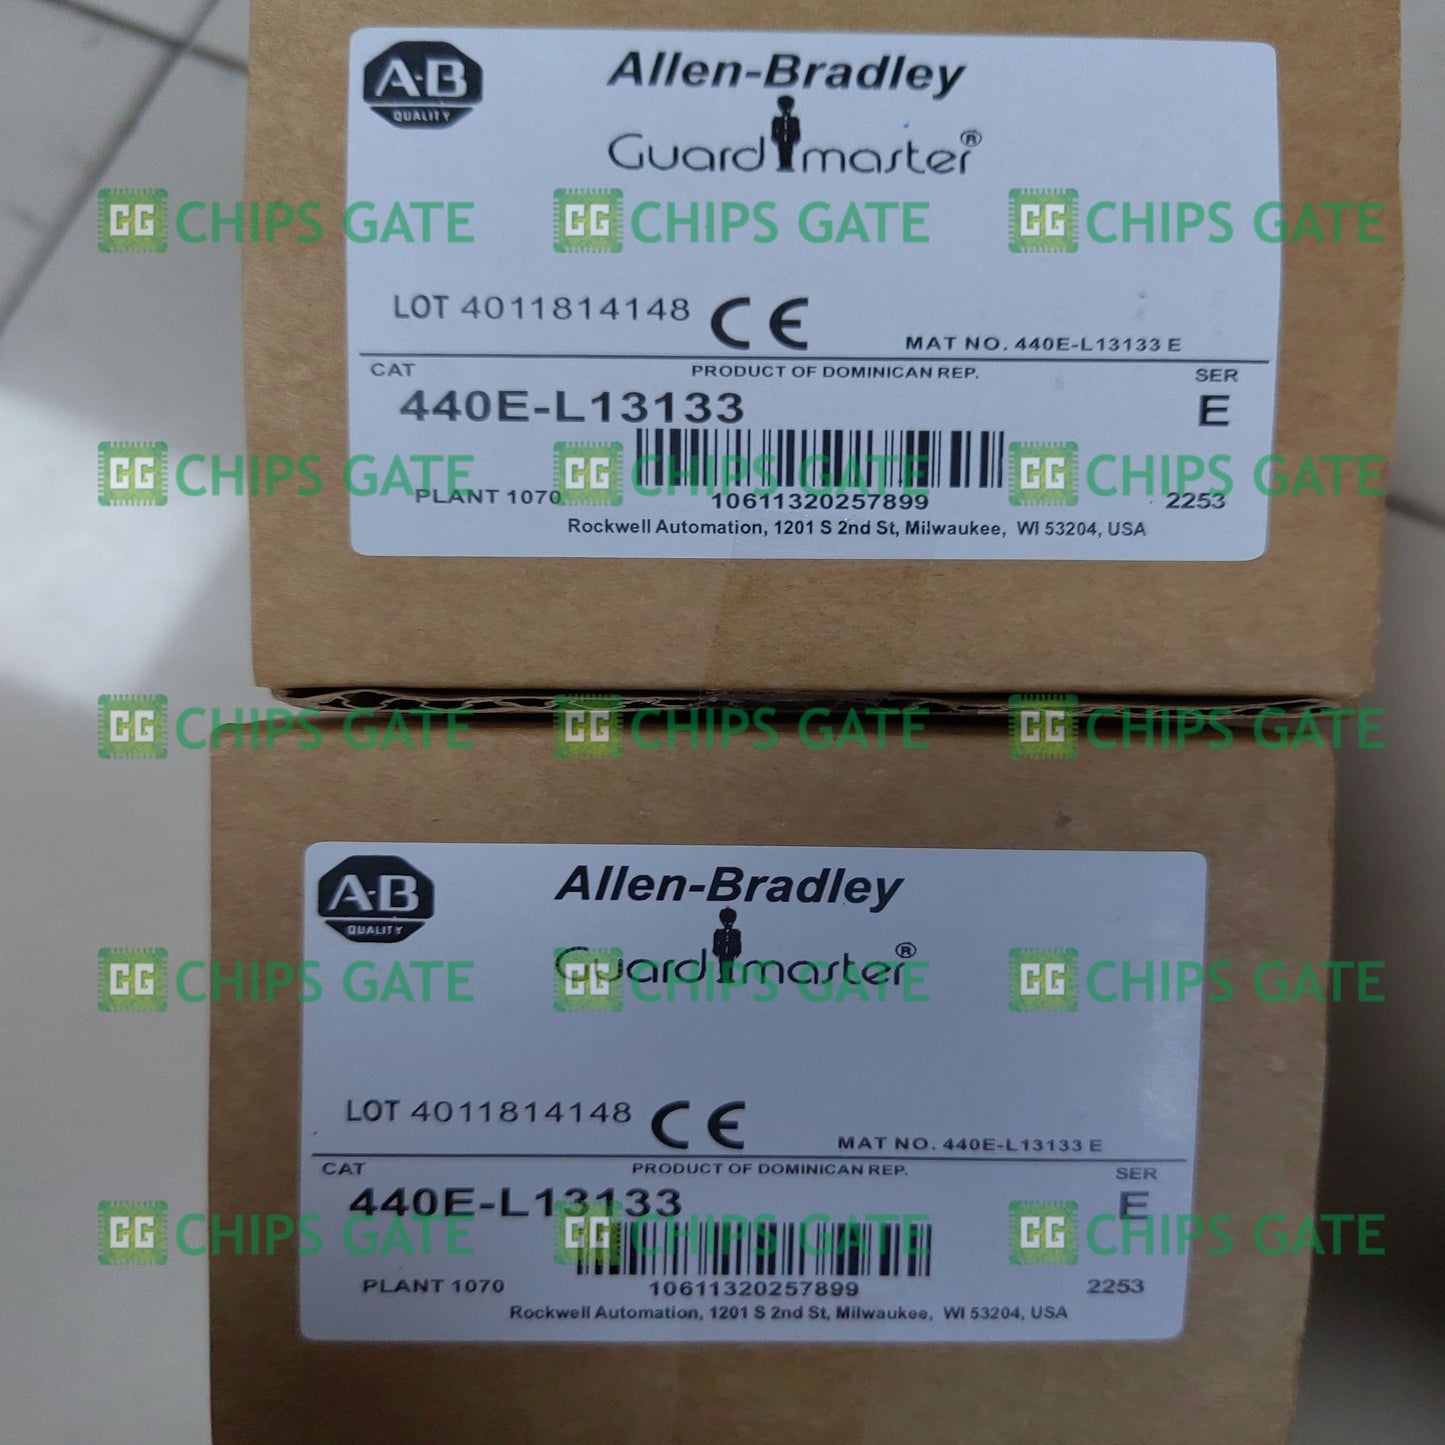 A-B
QUALITY
Allen-Bradley
Guardmaster®
CG CHIPS GATE CG CHIPS GATE CG CHIPS GATE
LOT 4011814148 CE
MAT NO. 440E-L13133 E
CAT PRODUCT OF DOMINICAN REP. SER
440E-L13133 E
CG CHIPS GATE CG CHIPS GATE CG CHIPS GATE
PLANT 1070 10611320257899 2253
Rockwell Automation, 1201 S 2nd St, Milwaukee, WI 53204, USA
CG CHIPS GATE CG CHIPS GATE CG CHIPS GATE
A-B
QUALITY
Allen-Bradley
Guardmaster®
CG CHIPS GATE CG CHIPS GATE CG CHIPS GATE
LOT 4011814148 CE
MAT NO. 440E-L13133 E
CAT PRODUCT OF DOMINICAN REP. SER
440E-L13133 E
CG CHIPS GATE CG CHIPS GATE CG CHIPS GATE
PLANT 1070 10611320257899 2253
Rockwell Automation, 1201 S 2nd St, Milwaukee, WI 53204, USA